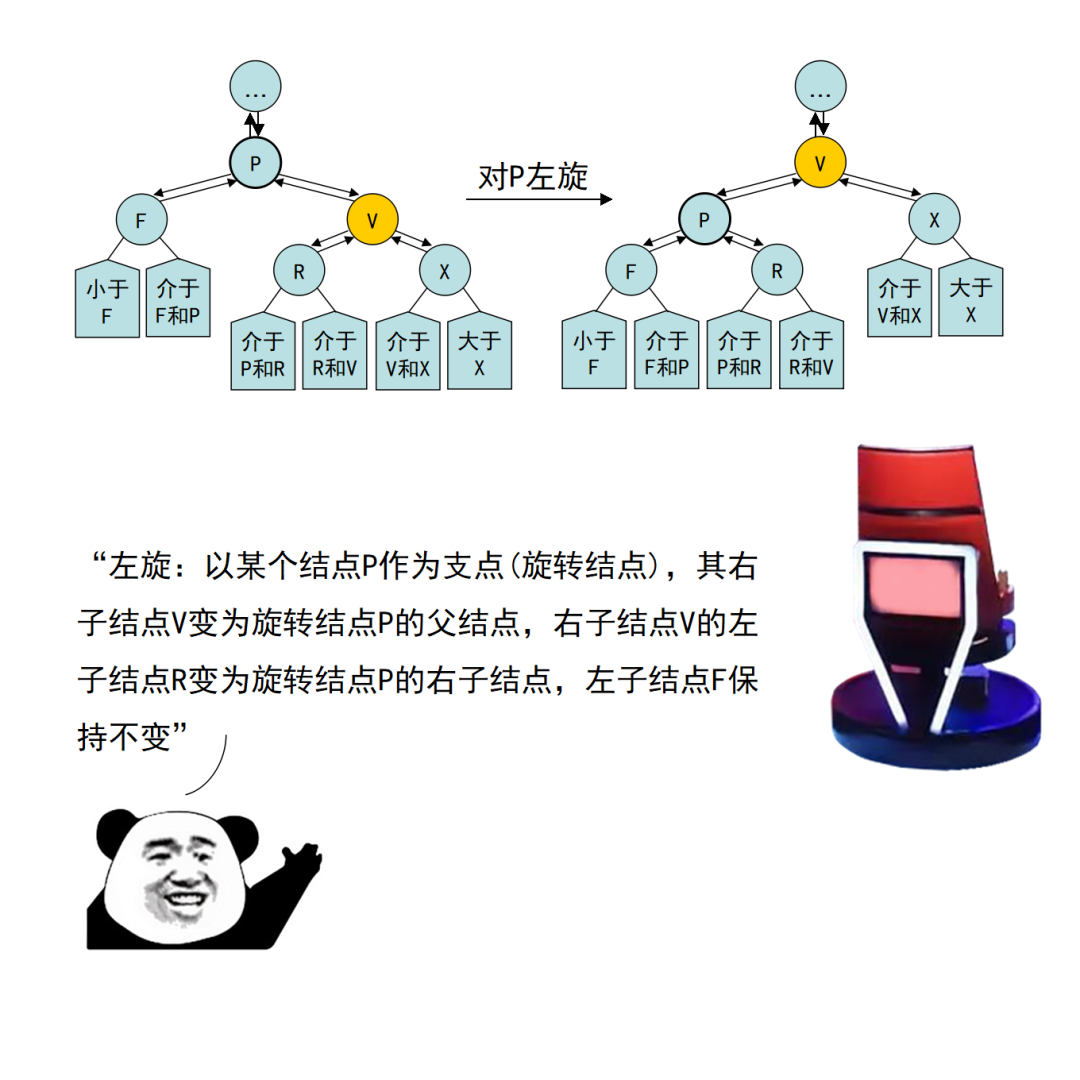 ...
P
F
V
R
X
小于
F
介于
F和P
介于
P和R
介于
R和V
介于
V和X
大于
X
对P左旋
...
V
P
X
F
R
小于
F
介于
F和P
介于
P和R
介于
R和V
介于
V和X
大于
X
“左旋：以某个结点P作为支点(旋转结点)，其右
子结点V变为旋转结点P的父结点，右子结点V的左
子结点R变为旋转结点P的右子结点，左子结点F保
持不变”